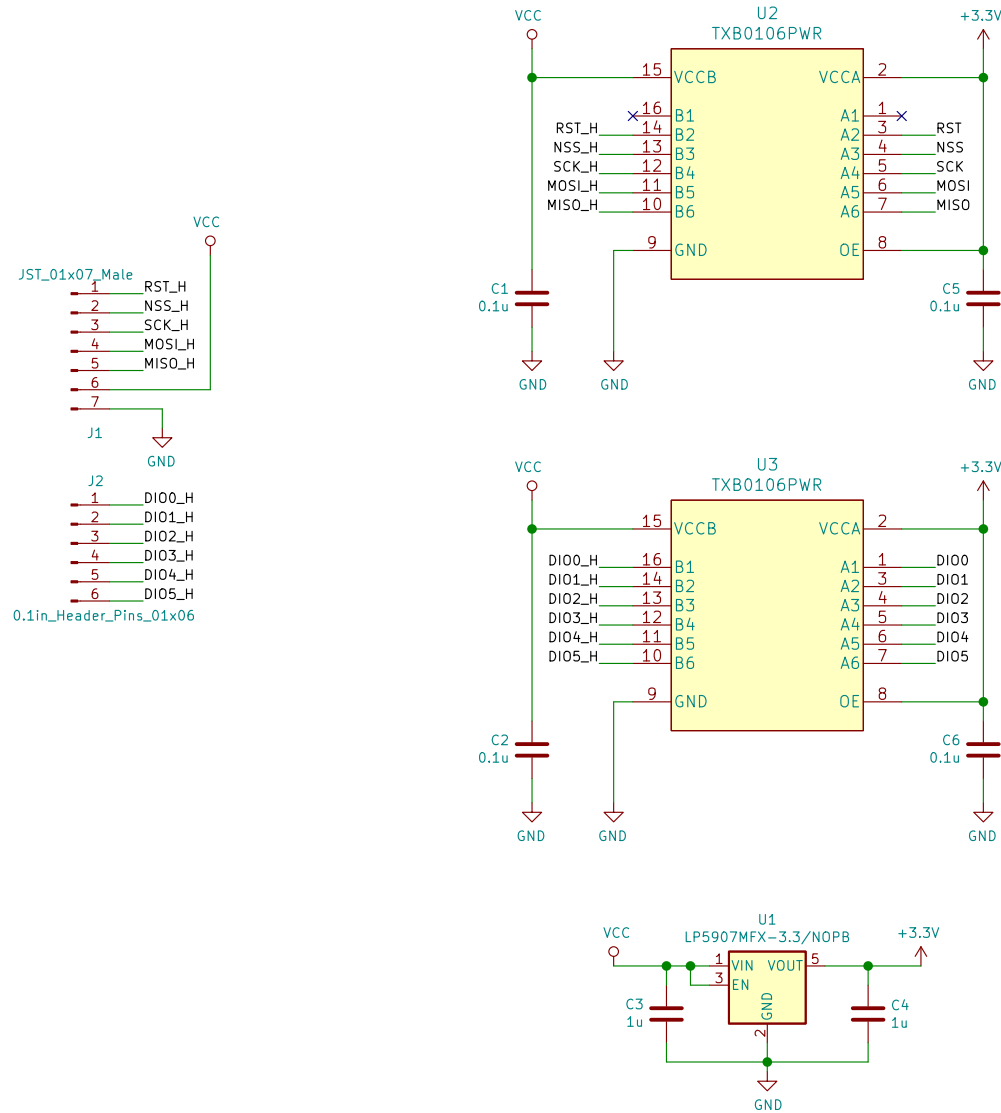 VCC
JST_01x07_Male
1 RST_H
2 NSS_H
3 SCK_H
4 MOSI_H
5 MISO_H
6
7
J1
GND
J2
1 DIO0_H
2 DIO1_H
3 DIO2_H
4 DIO3_H
5 DIO4_H
6 DIO5_H
0.1in_Header_Pins_01x06
U2
TXB0106PWR
VCC
+3.3V
15 VCCB VCCA 2
16 B1 A1 1
RST_H 14 B2 A2 3 RST
NSS_H 13 B3 A3 4 NSS
SCK_H 12 B4 A4 5 SCK
MOSI_H 11 B5 A5 6 MOSI
MISO_H 10 B6 A6 7 MISO
9 GND OE 8
C1
0.1u
C5
0.1u
GND
GND
GND
U3
TXB0106PWR
VCC
+3.3V
15 VCCB VCCA 2
DIO0_H 16 B1 A1 1 DIO0
DIO1_H 14 B2 A2 3 DIO1
DIO2_H 13 B3 A3 4 DIO2
DIO3_H 12 B4 A4 5 DIO3
DIO4_H 11 B5 A5 6 DIO4
DIO5_H 10 B6 A6 7 DIO5
9 GND OE 8
C2
0.1u
C6
0.1u
GND
GND
GND
U1
LP5907MFX-3.3/NOPB
VCC
+3.3V
1 VIN VOUT 5
3 EN
GND
2
C3
1u
C4
1u
GND